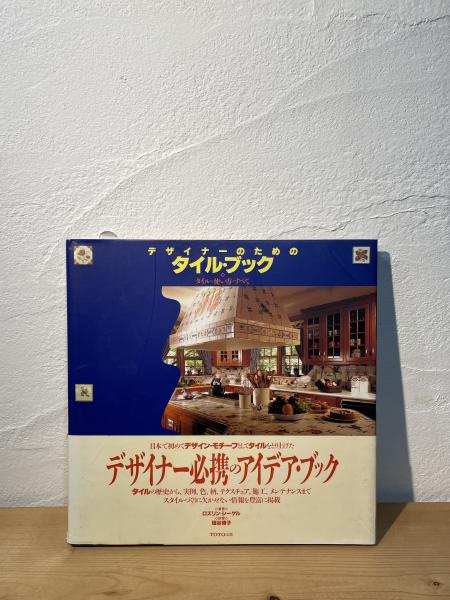 デザイナーのための
タイル・ブック
タイル—使い方のすべて
日本で初めてデザイン・モチーフとしてタイルをとり上げた
デザイナー必携のアイデア・ブック
タイルの歴史から、実例、色、柄、テクスチュア、施工、メンテナンスまで
スタイルづくりに欠かせない情報を豊富に掲載
ロズリン・シーゲル
TOTO出版